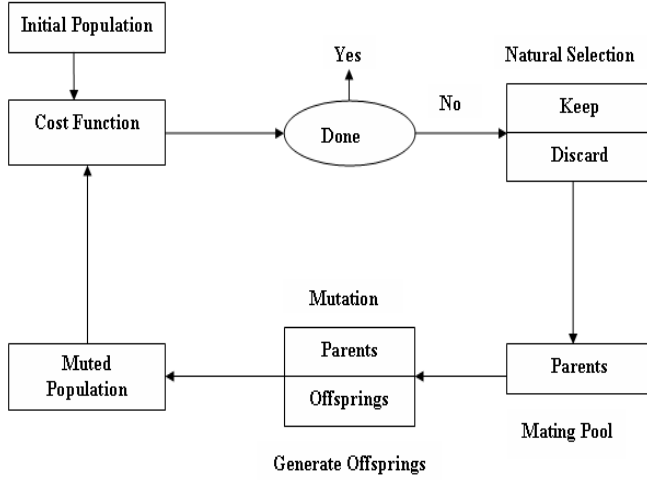 Initial Population
Yes
Natural Selection
Cost Function
No
Keep
Done
Discard
Mutation
Muted
Population
Parents
Offsprings
Parents
Mating Pool
Generate Offsprings